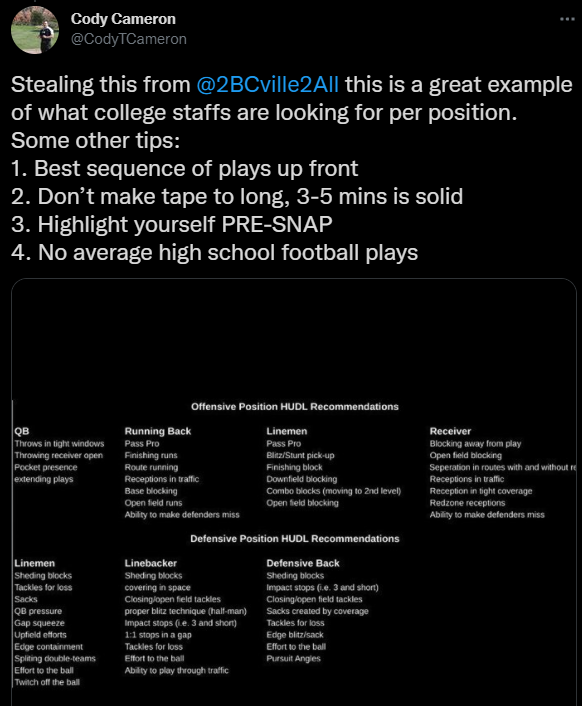 Cody Cameron
@CodyTCameron
Stealing this from @2BCville2All this is a great example
of what college staffs are looking for per position.
Some other tips:
1. Best sequence of plays up front
2. Don’t make tape to long, 3-5 mins is solid
3. Highlight yourself PRE-SNAP
4. No average high school football plays
Offensive Position HUDL Recommendations
QB
Throws in tight windows
Throwing receiver open
Pocket presence
extending plays
Running Back
Pass Pro
Finishing runs
Route running
Receptions in traffic
Base blocking
Open field runs
Ability to make defenders miss
Linemen
Pass Pro
Blitz/Stunt pick-up
Finishing block
Downfield blocking
Combo blocks (moving to 2nd level)
Open field blocking
Receiver
Blocking away from play
Open field blocking
Seperation in routes with and without re
Receptions in traffic
Reception in tight coverage
Redzone receptions
Ability to make defenders miss
Defensive Position HUDL Recommendations
Linemen
Sheding blocks
Tackles for loss
Sacks
QB pressure
Gap squeeze
Upfield efforts
Edge containment
Spliting double-teams
Effort to the ball
Twitch off the ball
Linebacker
Sheding blocks
covering in space
Closing/open field tackles
proper blitz technique (half-man)
Impact stops (i.e. 3 and short)
1:1 stops in a gap
Tackles for loss
Effort to the ball
Ability to play through traffic
Defensive Back
Sheding blocks
Impact stops (i.e. 3 and short)
Closing/open field tackles
Sacks created by coverage
Tackles for loss
Edge blitz/sack
Effort to the ball
Pursuit Angles